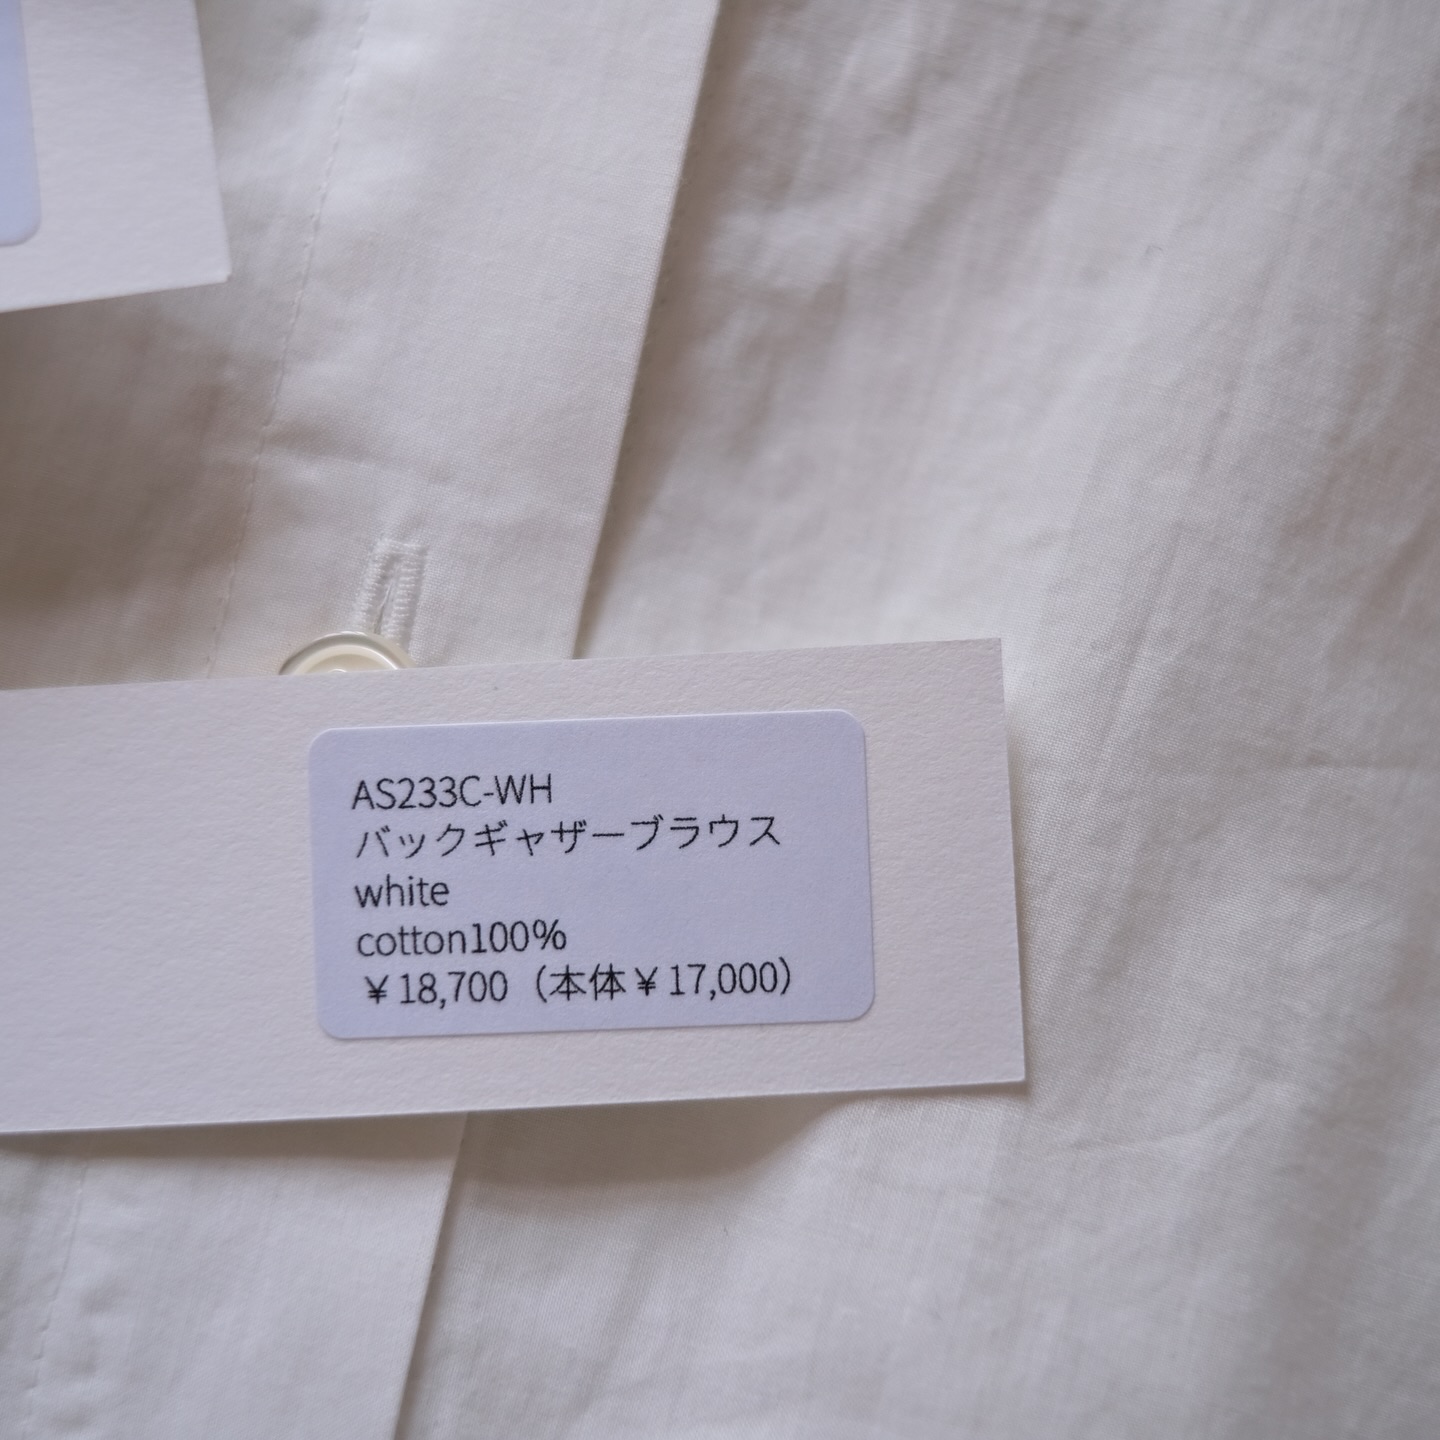 AS233C-WH
バックギャザーブラウス
white
cotton100%
￥18,700（本体￥17,000）